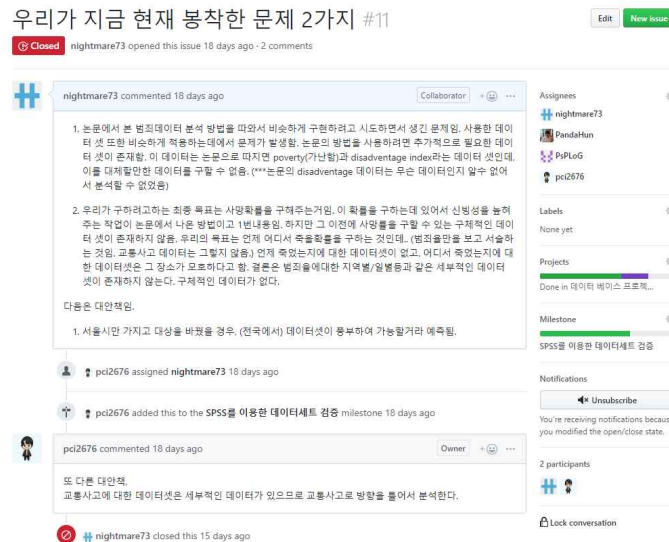 우리가 지금 현재 봉착한 문제 2가지 #11
Edit
New issue
Closed
nightmare73 opened this issue 18 days ago · 2 comments
nightmare73 commented 18 days ago
Collaborator
1. 논문에서 본 범죄데이터 분석 방법을 따와서 비슷하게 구현하려고 시도하면서 생긴 문제임. 사용한 데이
터 셋 또한 비슷하게 적용하는데에서 문제가 발생함. 논문의 방법을 사용하려면 추가적으로 필요한 데이
터 셋이 존재함. 이 데이터는 논문으로 따지면 poverty(가난함)과 disadventage index라는 데이터 셋인데,
이를 대체할만한 데이터를 구할 수 없음. (***논문의 disadventage 데이터는 무슨 데이터인지 알수 없어
서 분석할 수 없었음)
2. 우리가 구하려고하는 최종 목표는 사망확률을 구해주는거임. 이 확률을 구하는데 있어서 신빙성을 높혀
주는 작업이 논문에서 나온 방법이고 1번내용임. 하지만 그 이전에 사망률을 구할 수 있는 구체적인 데이
터 셋이 존재하지 않음. 우리의 목표는 언제 어디서 죽을확률을 구하는 것인데.. (범죄율만을 보고 서술하
는 것임. 교통사고 데이터는 그렇지 않음.) 언제 죽었는지에 대한 데이터셋이 없고, 어디서 죽었는지에 대
한 데이터셋은 그 장소가 모호하다고 함. 결론은 범죄율에대한 지역별/일별등과 같은 세부적인 데이터
셋이 존재하지 않는다. 구체적인 데이터가 없다.
다음은 대안책임.
1. 서울시만 가지고 대상을 바꿨을 경우. (전국에서) 데이터셋이 풍부하여 가능할거라 예측됨.
pci2676 assigned nightmare73 18 days ago
pci2676 added this to the SPSS를 이용한 데이터세트 검증 milestone 18 days ago
pci2676 commented 18 days ago
Owner
또 다른 대안책,
교통사고에 대한 데이터셋은 세부적인 데이터가 있으므로 교통사고로 방향을 틀어서 분석한다.
nightmare73 closed this 15 days ago
Assignees
nightmare73
PandaHun
PsPLoG
pci2676
Labels
None yet
Projects
Done in 데이터 베이스 프로젝...
Milestone
SPSS를 이용한 데이터세트 검증
Notifications
Unsubscribe
You're receiving notifications becaus
you modified the open/close state.
2 participants
Lock conversation